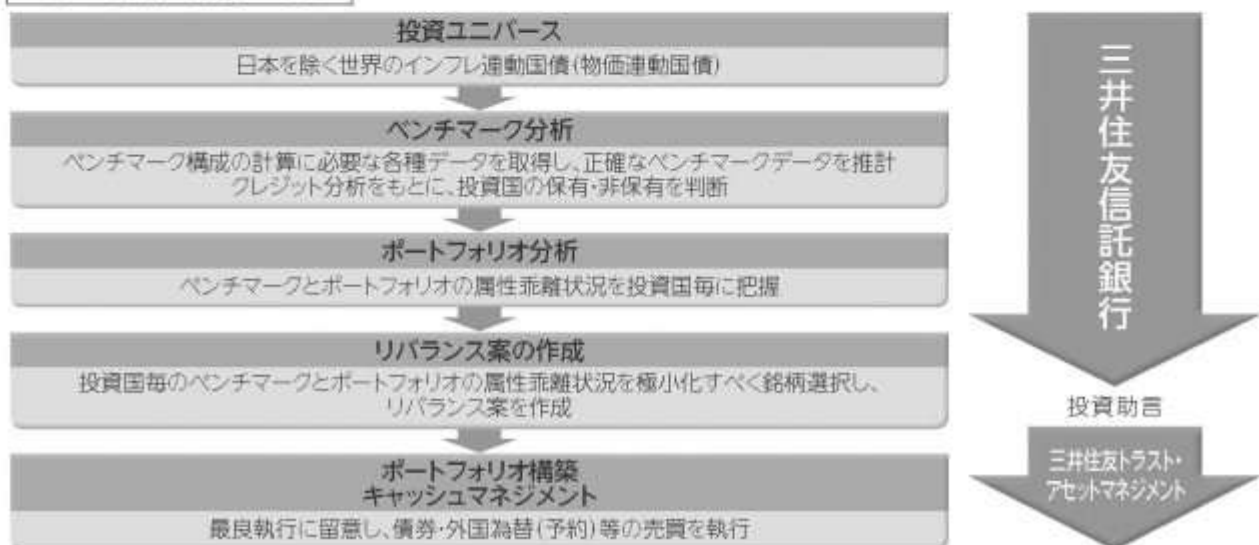 投資ユニバース
日本を除く世界のインフレ連動国債(物価連動国債)
ベンチマーク分析
ベンチマーク構成の計算に必要な各種データを取得し、正確なベンチマークデータを推計
クレジット分析をもとに、投資国の保有・非保有を判断
ポートフォリオ分析
ベンチマークとポートフォリオの属性乖離状況を投資国毎に把握
リバランス案の作成
投資国毎のベンチマークとポートフォリオの属性乖離状況を極小化すべく銘柄選択し、
リバランス案を作成
ポートフォリオ構築
キャッシュマネジメント
最良執行に留意し、債券・外国為替(予約)等の売買を執行
三井住友信託銀行
投資助言
三井住友トラスト・
アセットマネジメント